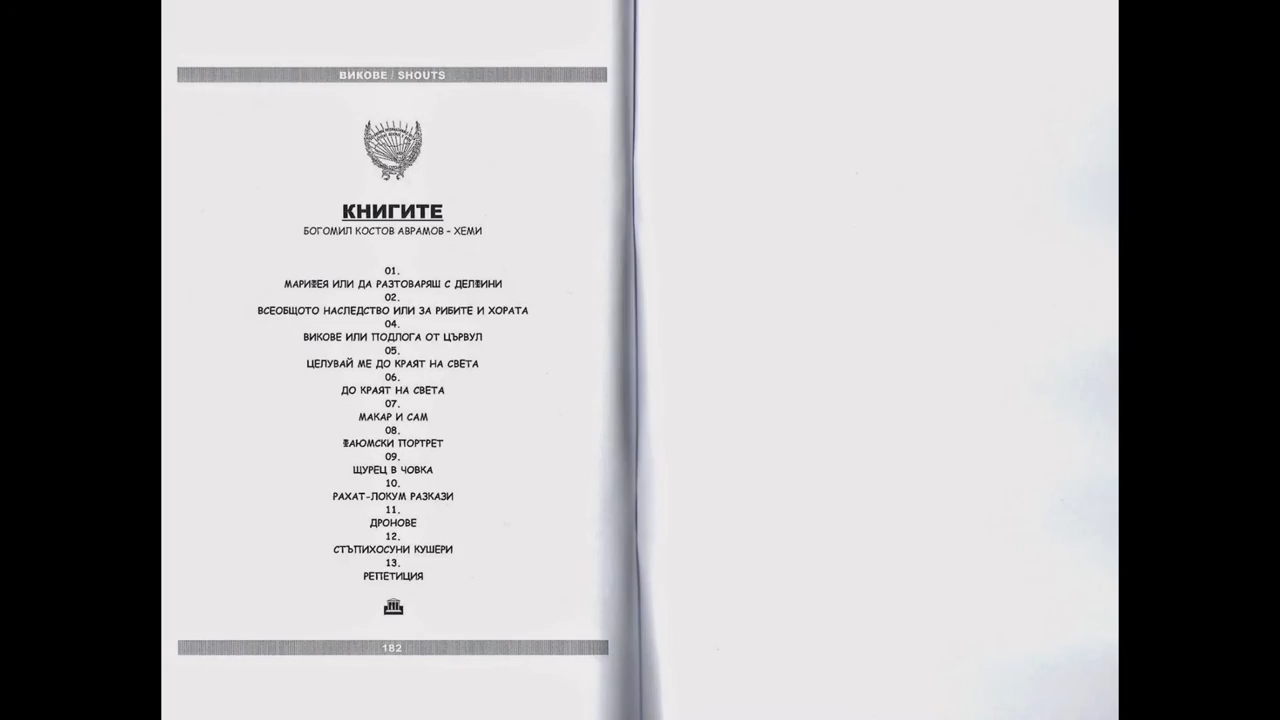 ВИКОВЕ / SHOUTS
КНИГИТЕ
БОГОМИЛ КОСТОВ АВРАМОВ - ХЕМИ
01.
МАРИФЕЯ ИЛИ ДА РАЗТОВАРЯШ С ДЕЛФИНИ
02.
ВСЕОБЩОТО НАСЛЕДСТВО ИЛИ ЗА РИБИТЕ И ХОРАТА
04.
ВИКОВЕ ИЛИ ПОДЛОГА ОТ ЦЪРВУЛ
05.
ЦЕЛУВАЙ МЕ ДО КРАЯТ НА СВЕТА
06.
ДО КРАЯТ НА СВЕТА
07.
МАКАР И САМ
08.
ФАЮМСКИ ПОРТРЕТ
09.
ЩУРЕЦ В ЧОВКА
10.
РАХАТ-ЛОКУМ РАЗКАЗИ
11.
ДРОНОВЕ
12.
СТЪПИХОСУНИ КУШЕРИ
13.
РЕПЕТИЦИЯ
182